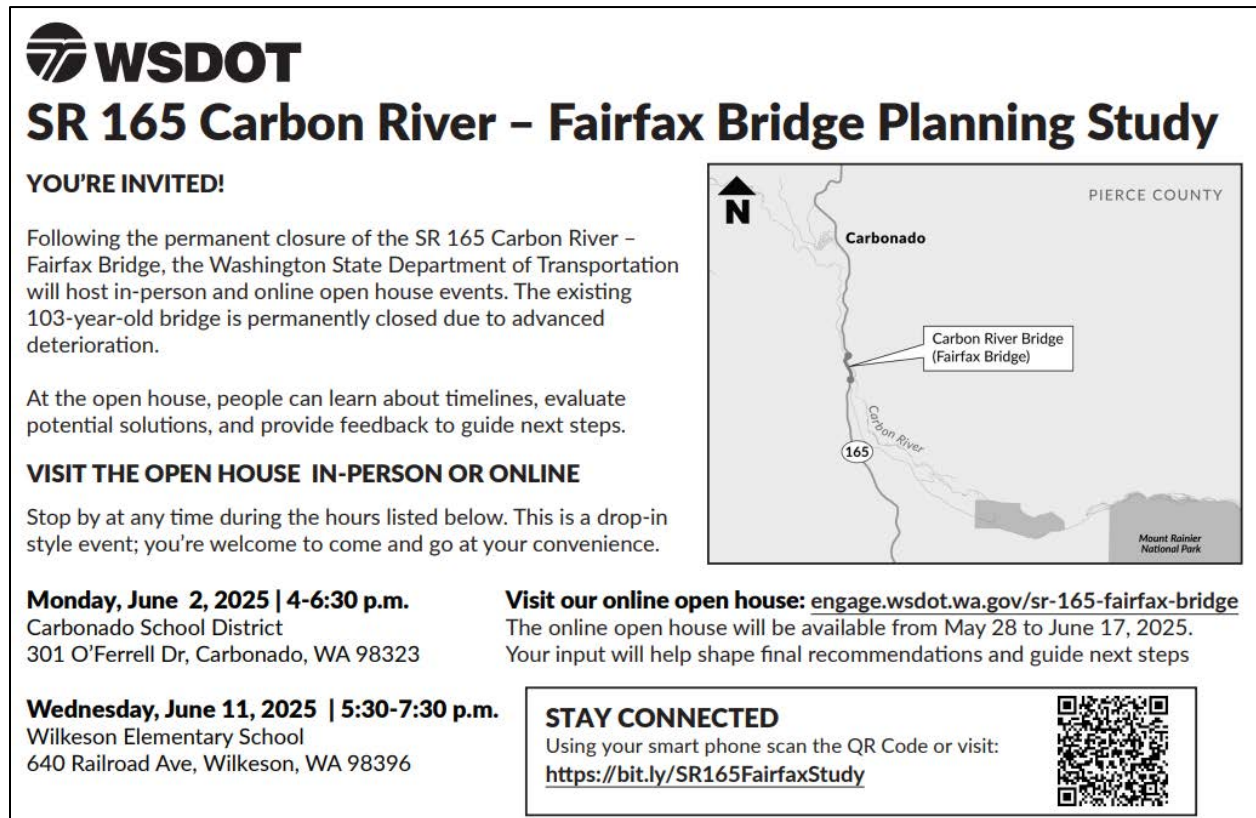 WSDOT
SR 165 Carbon River – Fairfax Bridge Planning Study
YOU'RE INVITED!
Following the permanent closure of the SR 165 Carbon River –
Fairfax Bridge, the Washington State Department of Transportation
will host in-person and online open house events. The existing
103-year-old bridge is permanently closed due to advanced
deterioration.
At the open house, people can learn about timelines, evaluate
potential solutions, and provide feedback to guide next steps.
VISIT THE OPEN HOUSE IN-PERSON OR ONLINE
Stop by at any time during the hours listed below. This is a drop-in
style event; you're welcome to come and go at your convenience.
N
PIERCE COUNTY
Carbonado
Carbon River Bridge
(Fairfax Bridge)
Carbon River
165
Mount Rainier
National Park
Monday, June 2, 2025 | 4-6:30 p.m.
Carbonado School District
301 O'Ferrell Dr, Carbonado, WA 98323
Wednesday, June 11, 2025 | 5:30-7:30 p.m.
Wilkeson Elementary School
640 Railroad Ave, Wilkeson, WA 98396
Visit our online open house: engage.wsdot.wa.gov/sr-165-fairfax-bridge
The online open house will be available from May 28 to June 17, 2025.
Your input will help shape final recommendations and guide next steps
STAY CONNECTED
Using your smart phone scan the QR Code or visit:
https://bit.ly/SR165FairfaxStudy